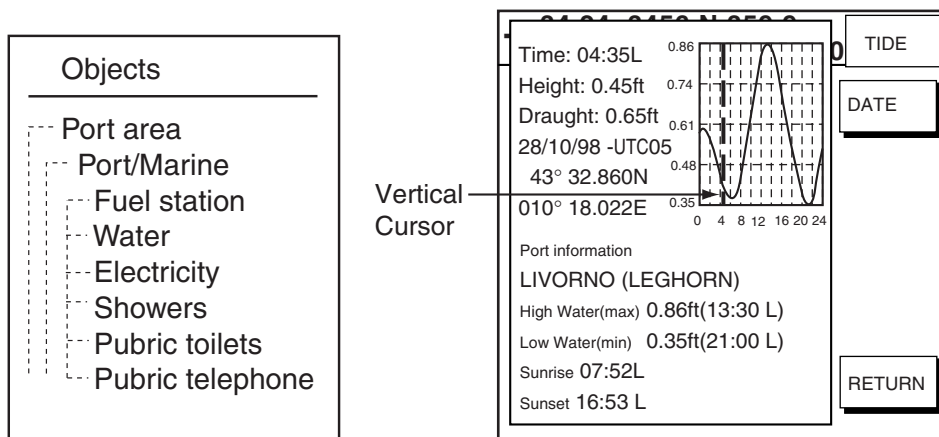 Objects
Port area
Port/Marine
Fuel station
Water
Electricity
Showers
Pubric toilets
Pubric telephone
Vertical
Cursor
Time: 04:35L
Height: 0.45ft
Draught: 0.65ft
28/10/98 -UTC05
43° 32.860N
010° 18.022E
0.86
0.74
0.61
0.48
0.35
0 4 8 12 16 20 24
Port information
LIVORNO (LEGHORN)
High Water(max) 0.86ft(13:30 L)
Low Water(min) 0.35ft(21:00 L)
Sunrise 07:52L
Sunset 16:53 L
TIDE
DATE
RETURN